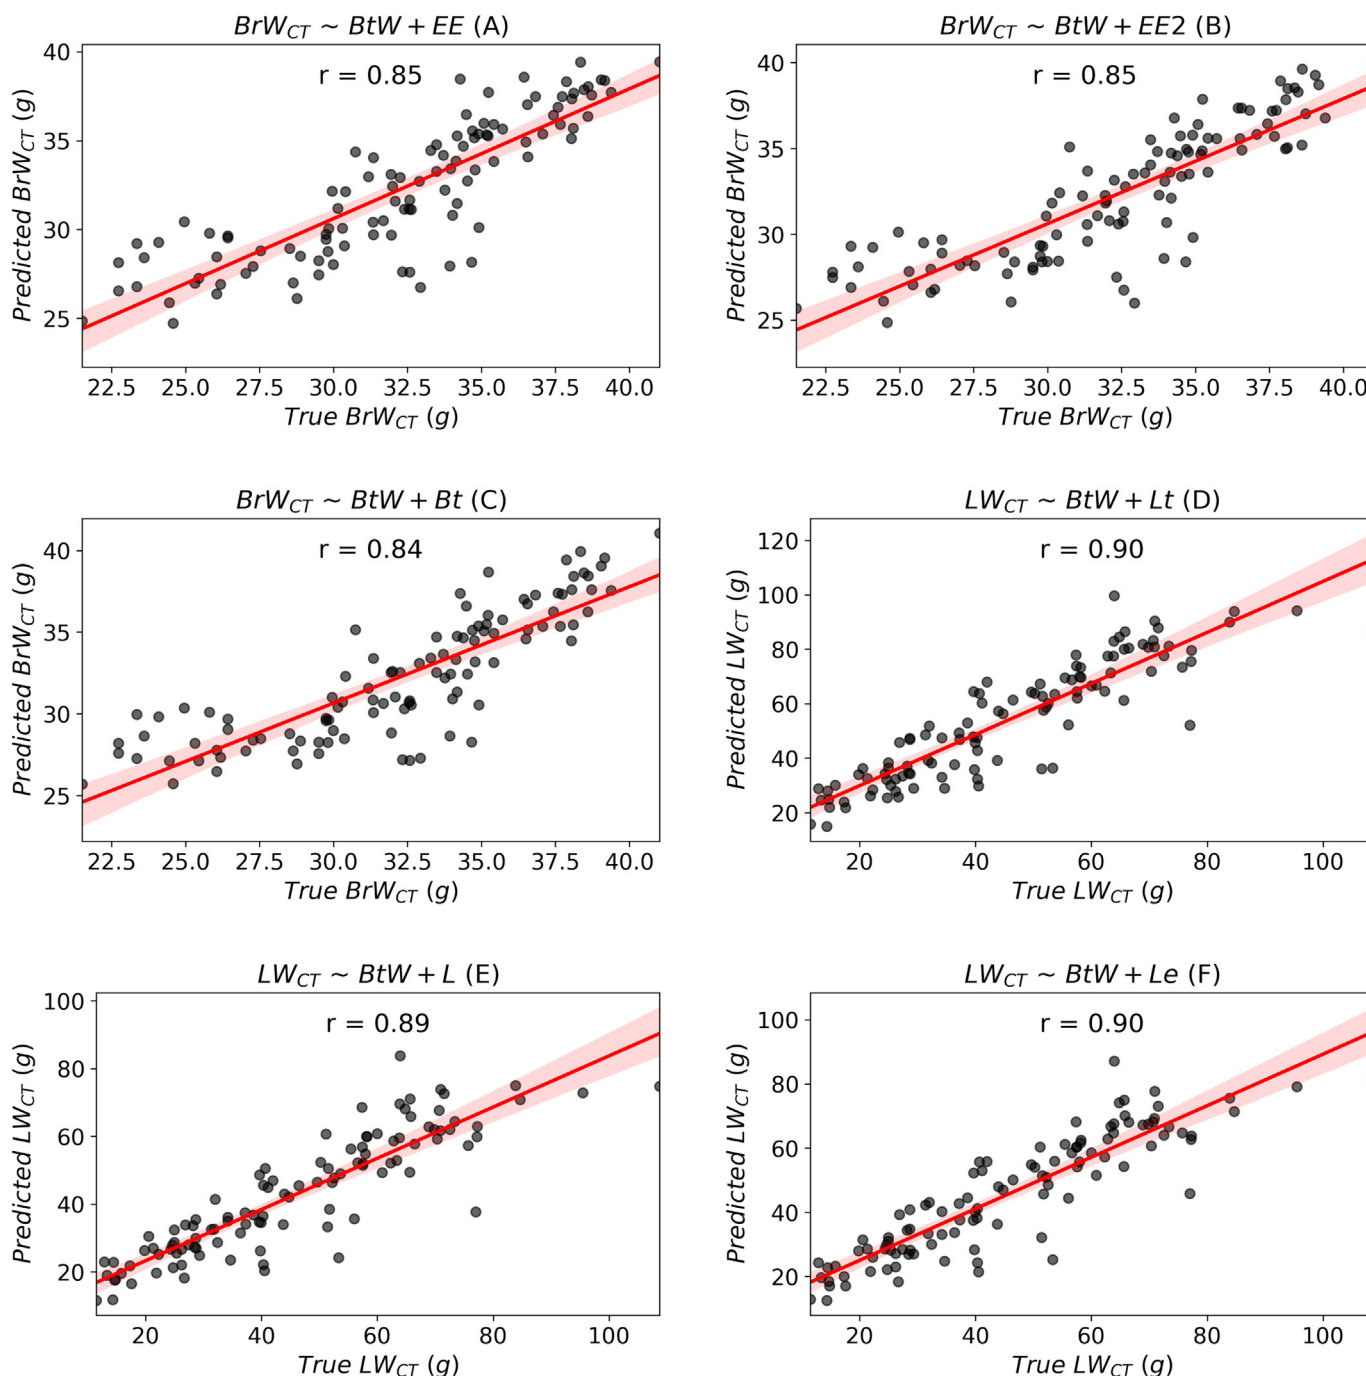 BrW_CT ~ BtW + EE (A)
r = 0.85
Predicted BrW_CT (g)
40
35
30
25
22.5 25.0 27.5 30.0 32.5 35.0 37.5 40.0
True BrW_CT (g)
BrW_CT ~ BtW + EE2 (B)
r = 0.85
Predicted BrW_CT (g)
40
35
30
25
22.5 25.0 27.5 30.0 32.5 35.0 37.5 40.0
True BrW_CT (g)
BrW_CT ~ BtW + Bt (C)
r = 0.84
Predicted BrW_CT (g)
40
35
30
25
22.5 25.0 27.5 30.0 32.5 35.0 37.5 40.0
True BrW_CT (g)
LW_CT ~ BtW + Lt (D)
r = 0.90
Predicted LW_CT (g)
120
100
80
60
40
20
20 40 60 80 100
True LW_CT (g)
LW_CT ~ BtW + L (E)
r = 0.89
Predicted LW_CT (g)
100
80
60
40
20
20 40 60 80 100
True LW_CT (g)
LW_CT ~ BtW + Le (F)
r = 0.90
Predicted LW_CT (g)
100
80
60
40
20
20 40 60 80 100
True LW_CT (g)